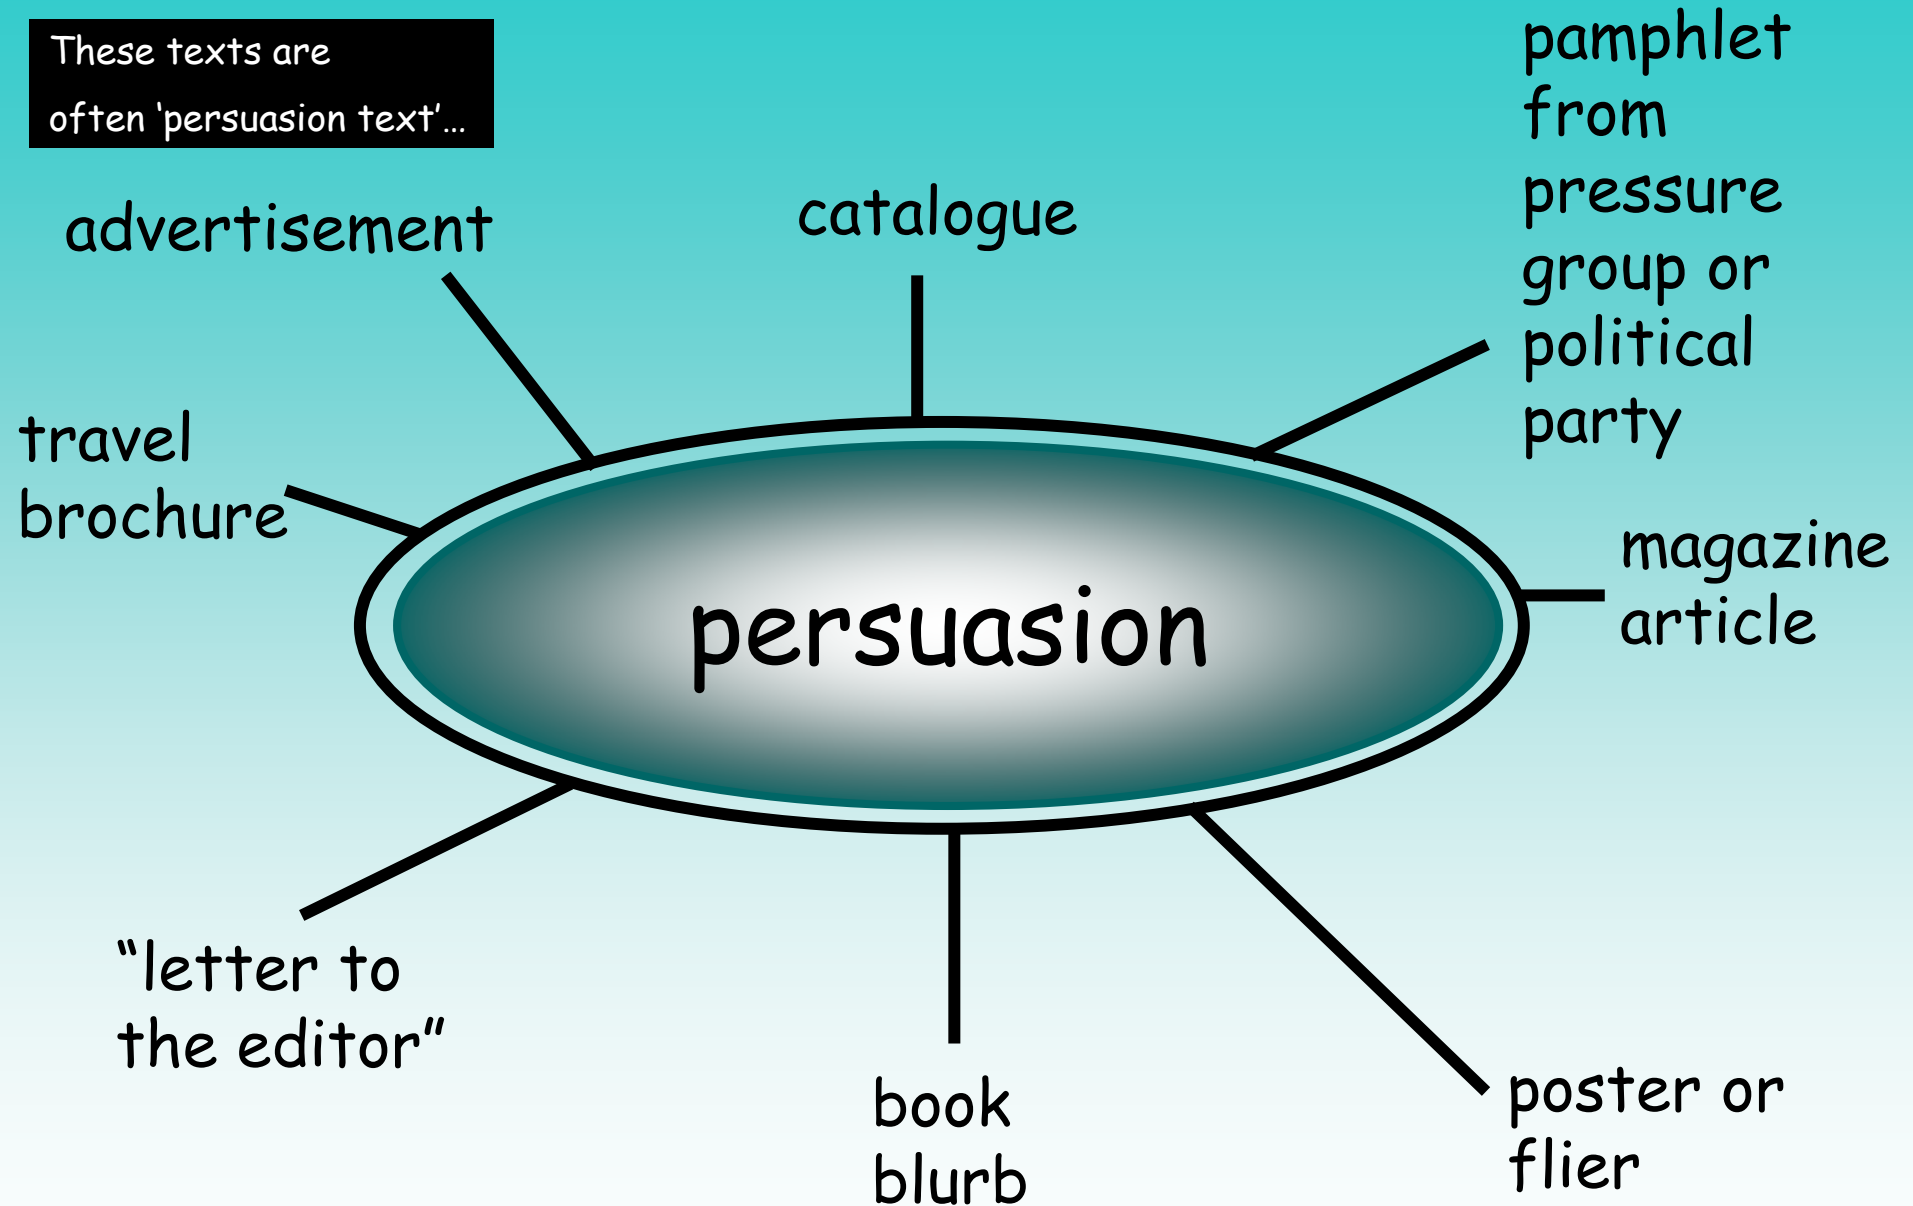 These texts are
often ‘persuasion text’...
advertisement
catalogue
pamphlet
from
pressure
group or
political
party
travel
brochure
magazine
article
persuasion
“letter to
the editor”
book
blurb
poster or
flier